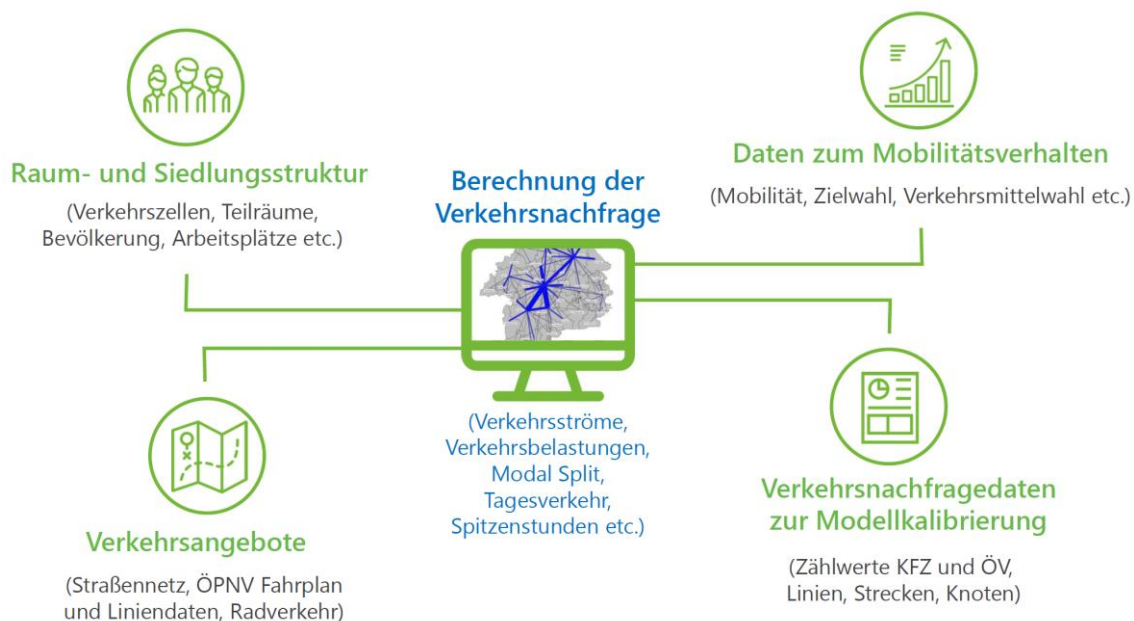 Raum- und Siedlungsstruktur
(Verkehrszellen, Teilräume,
Bevölkerung, Arbeitsplätze etc.)
Daten zum Mobilitätsverhalten
(Mobilität, Zielwahl, Verkehrsmittelwahl etc.)
Berechnung der
Verkehrsnachfrage
(Verkehrsströme,
Verkehrsbelastungen,
Modal Split,
Tagesverkehr,
Spitzenstunden etc.)
Verkehrsangebote
(Straßennetz, ÖPNV Fahrplan
und Liniendaten, Radverkehr)
Verkehrsnachfragedaten
zur Modellkalibrierung
(Zählwerte KFZ und ÖV,
Linien, Strecken, Knoten)